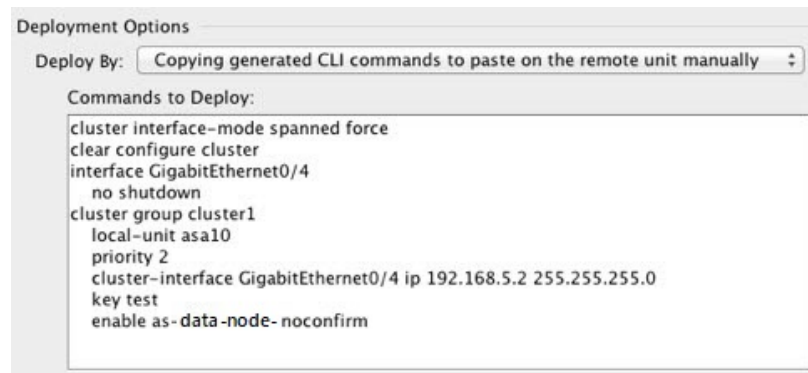 Deployment Options
Deploy By: Copying generated CLI commands to paste on the remote unit manually
Commands to Deploy:
cluster interface-mode spanned force
clear configure cluster
interface GigabitEthernet0/4
no shutdown
cluster group cluster1
local-unit asa10
priority 2
cluster-interface GigabitEthernet0/4 ip 192.168.5.2 255.255.255.0
key test
enable as-data-node-noconfirm